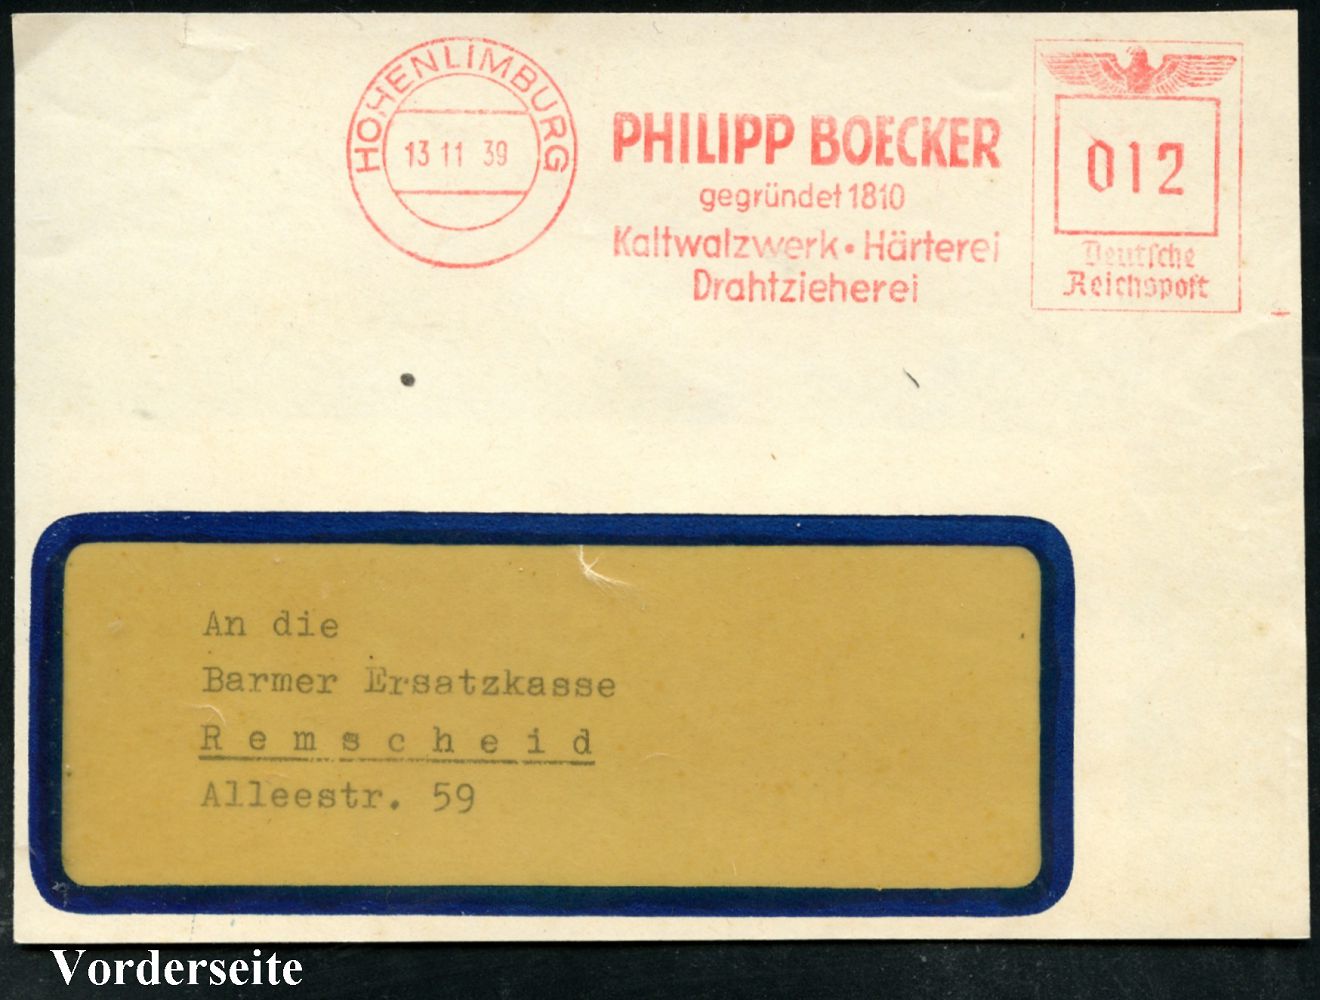 HOHENLIMBURG
13 11 39
PHILIPP BOECKER
gegründet 1810
Kaltwalzwerk • Härterei
Drahtzieherei
012
Deutsche
Reichspost
An die
Barmer Ersatzkasse
Remscheid
Alleestr. 59
Vorderseite